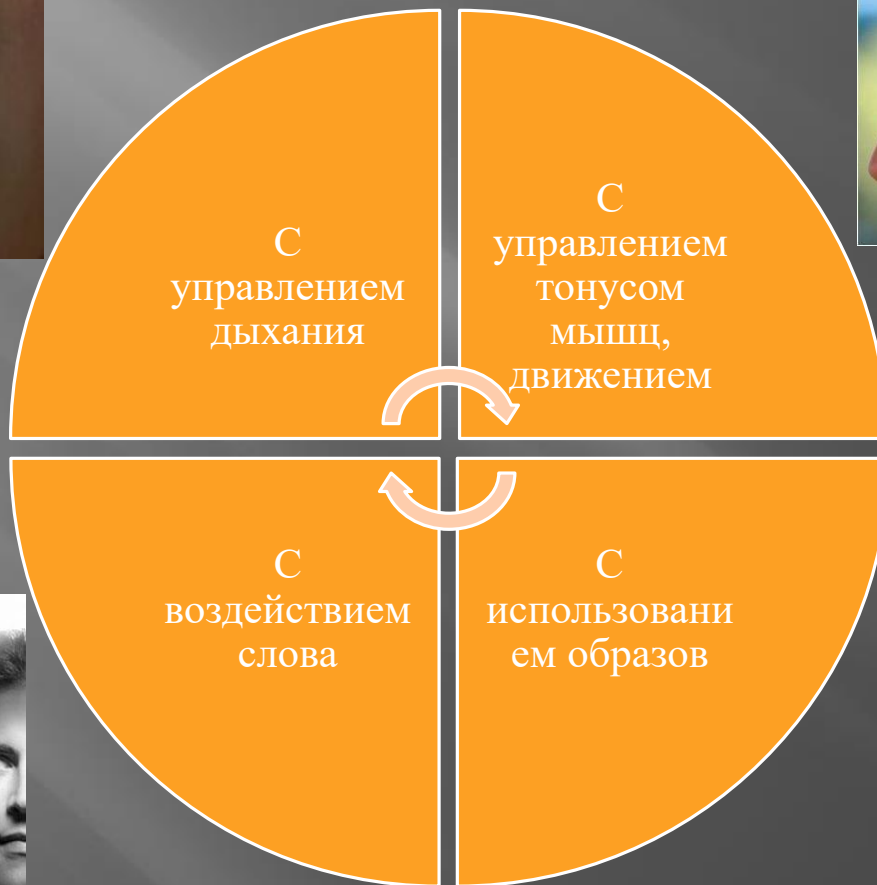 С
управлением
дыхания
С
управлением
тонусом
мышц,
движением
С
воздействием
слова
С
использовани
ем образов